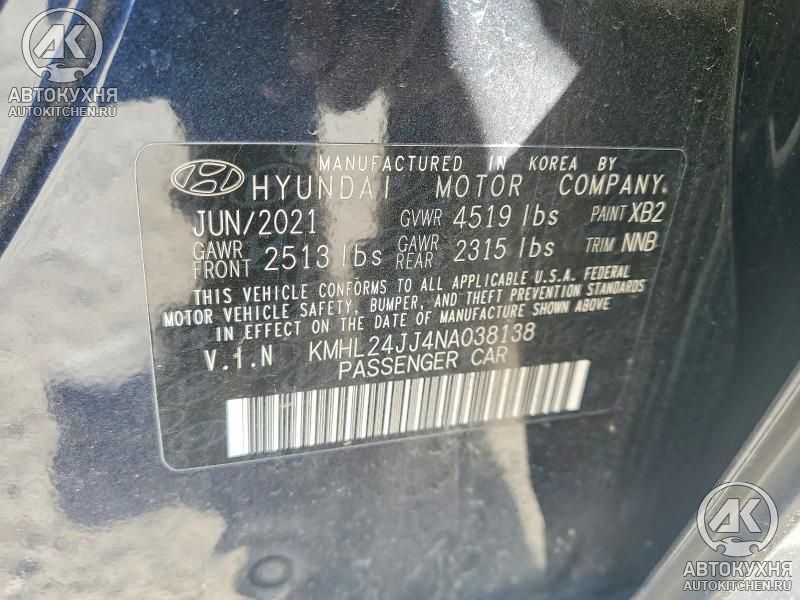 AK
АВТОКУХНЯ
AUTOKITCHEN.RU
MANUFACTURED IN KOREA BY
HYUNDAI MOTOR COMPANY.
JUN/2021 GVWR 4519 lbs PAINT XB2
GAWR FRONT 2513 lbs GAWR REAR 2315 lbs TRIM NNB
THIS VEHICLE CONFORMS TO ALL APPLICABLE U.S.A. FEDERAL
MOTOR VEHICLE SAFETY, BUMPER, AND THEFT PREVENTION STANDARDS
IN EFFECT ON THE DATE OF MANUFACTURE SHOWN ABOVE.
V.I.N KMHL24JJ4NA038138
PASSENGER CAR
AK
АВТОКУХНЯ
AUTOKITCHEN.RU